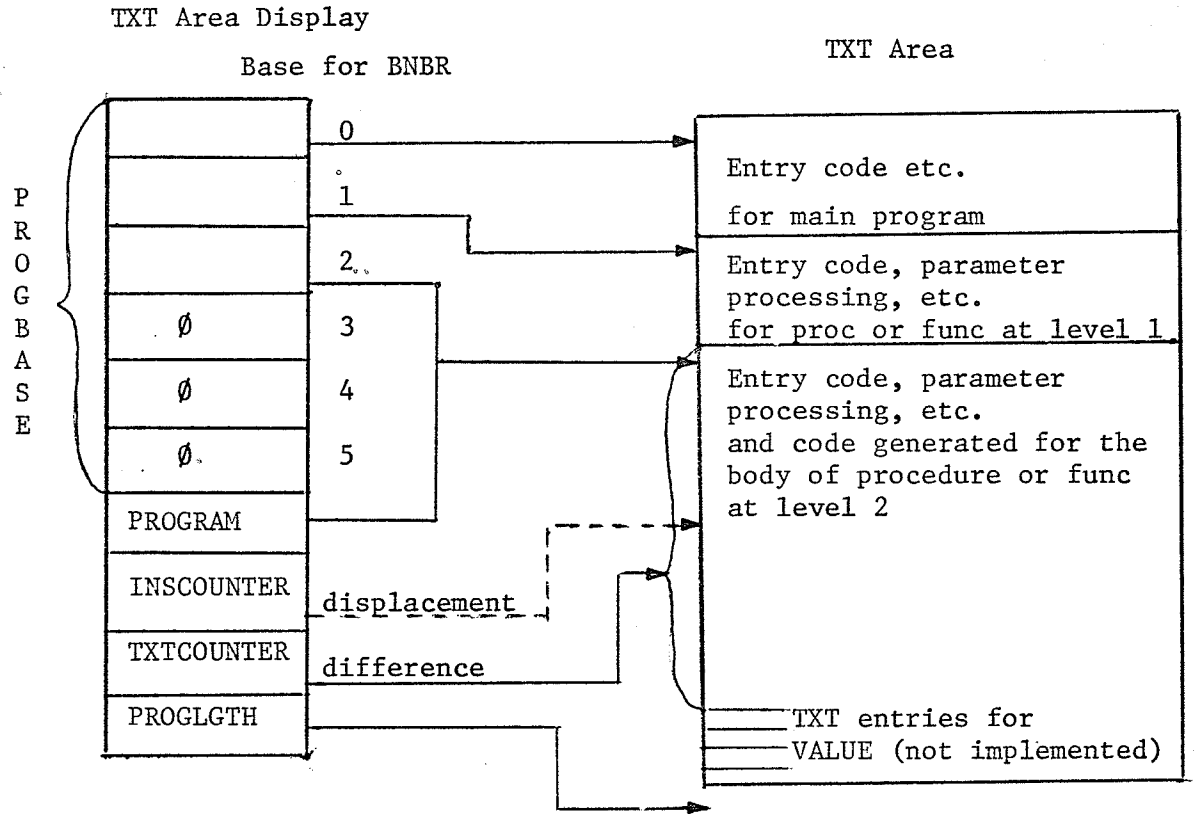 TXT Area Display
Base for BNBR
TXT Area
PROGBASE
0
1
2
Ø 3
Ø 4
Ø 5
PROGRAM
INSCOUNTER
displacement
TXTCOUNTER
difference
PROGLGTH
Entry code etc.
for main program
Entry code, parameter
processing, etc.
for proc or func at level 1
Entry code, parameter
processing, etc.
and code generated for the
body of procedure or func
at level 2
TXT entries for
VALUE (not implemented)